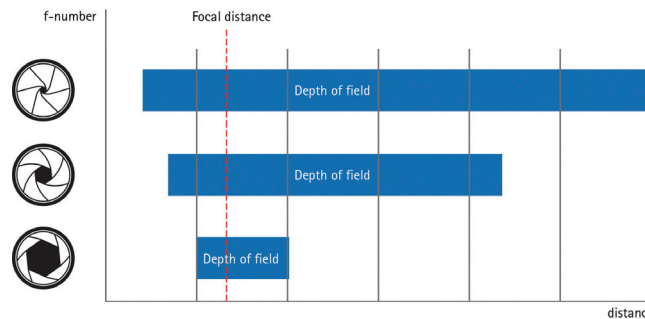 f-number
Focal distance
Depth of field
Depth of field
Depth of field
distanc